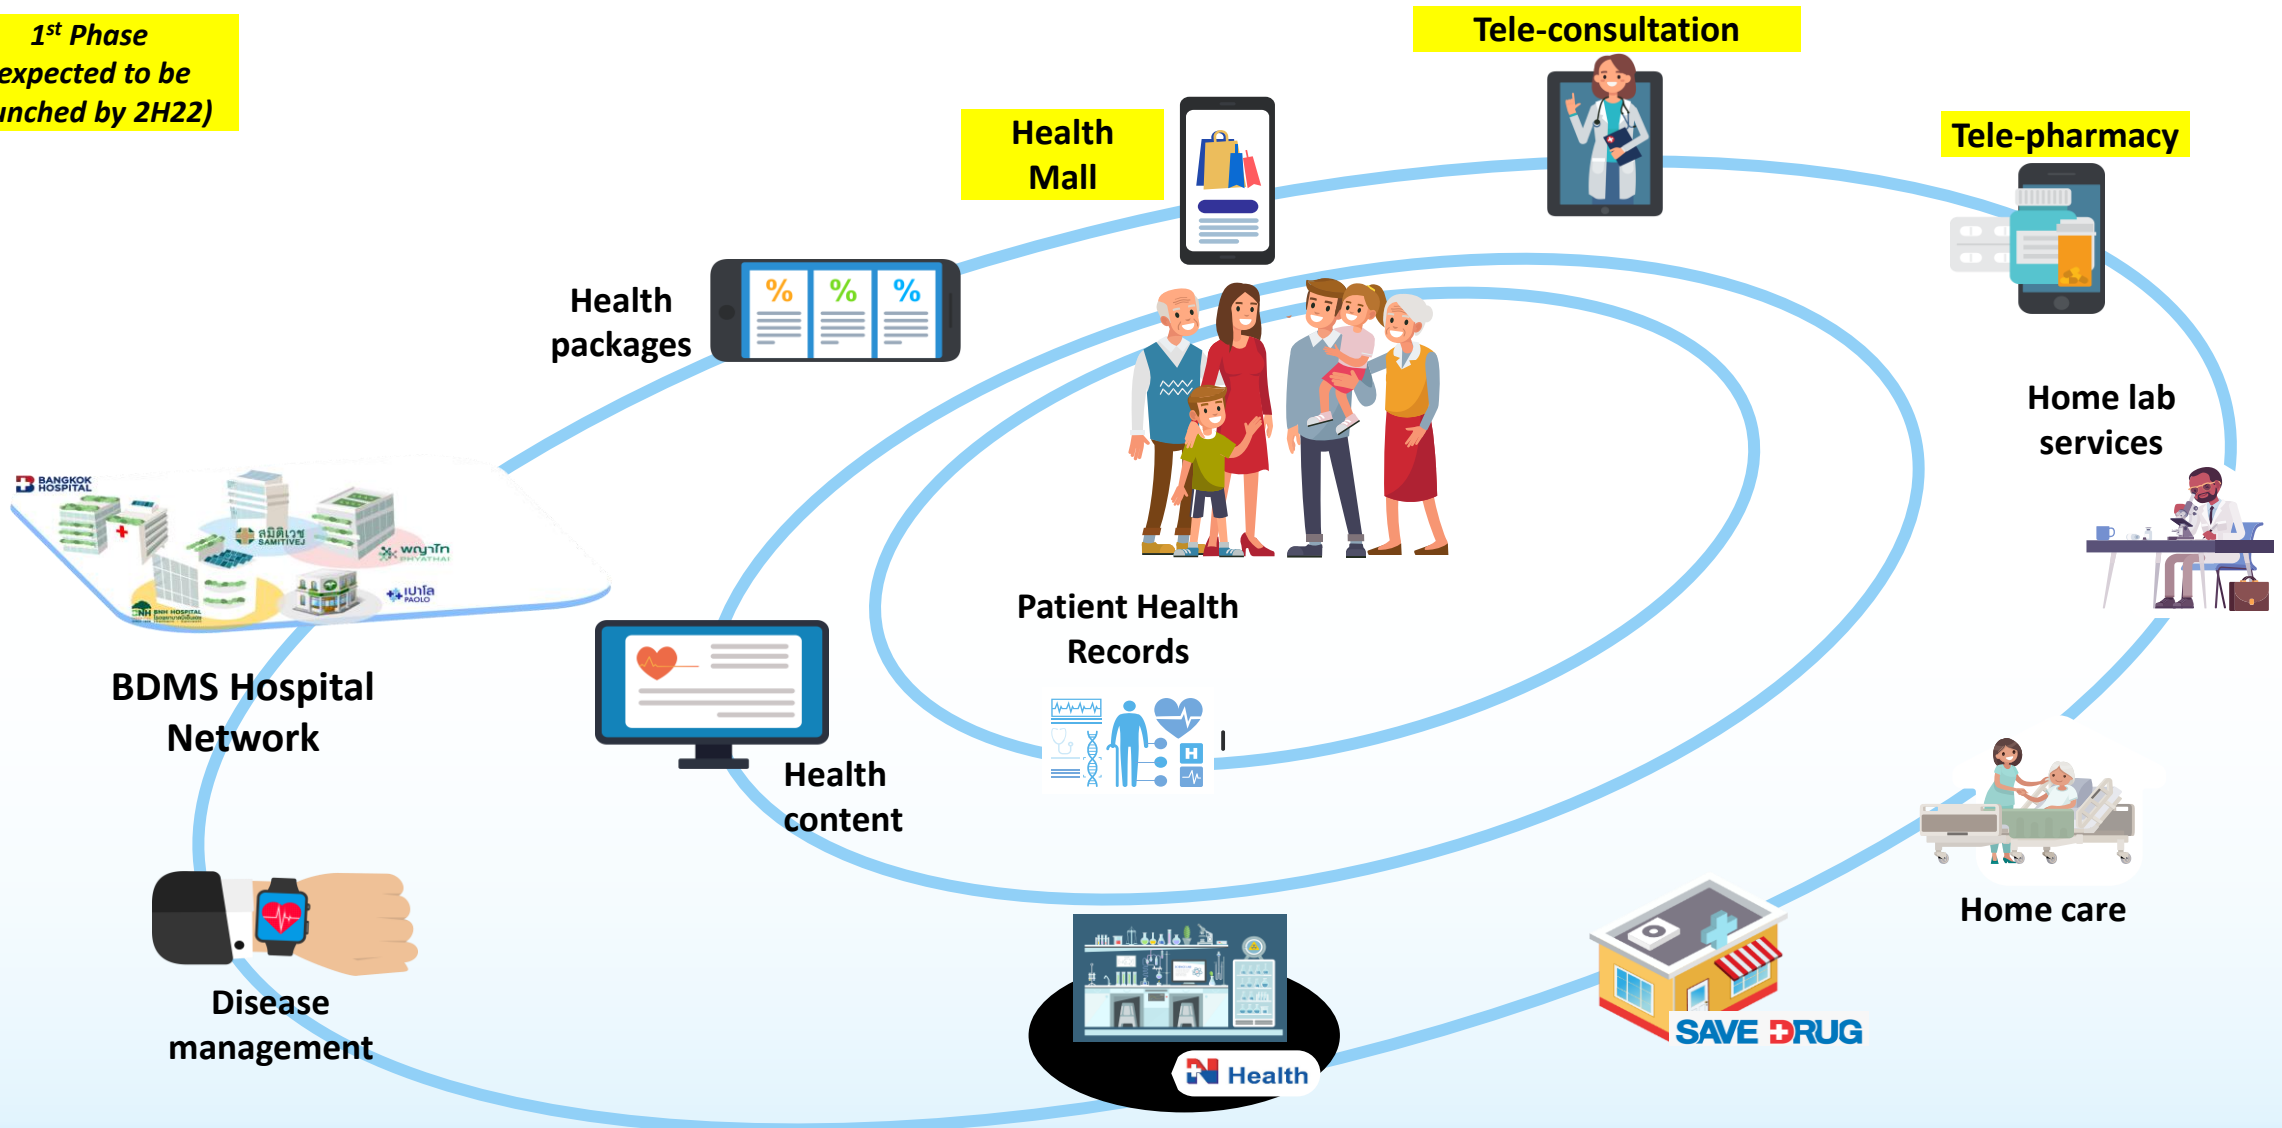 1st Phase
expected to be
unched by 2H22)
Tele-consultation
Health
Mall
Tele-pharmacy
Health
packages
% % %
Home lab
services
BANGKOK
HOSPITAL
สมิติเวช
SAMITIVEJ
พญาไท
PHYATHAI
เปาโล
PAOLO
BNH HOSPITAL
Patient Health
Records
H
BDMS Hospital
Network
Health
content
Home care
Disease
management
SAVE DRUG
N Health